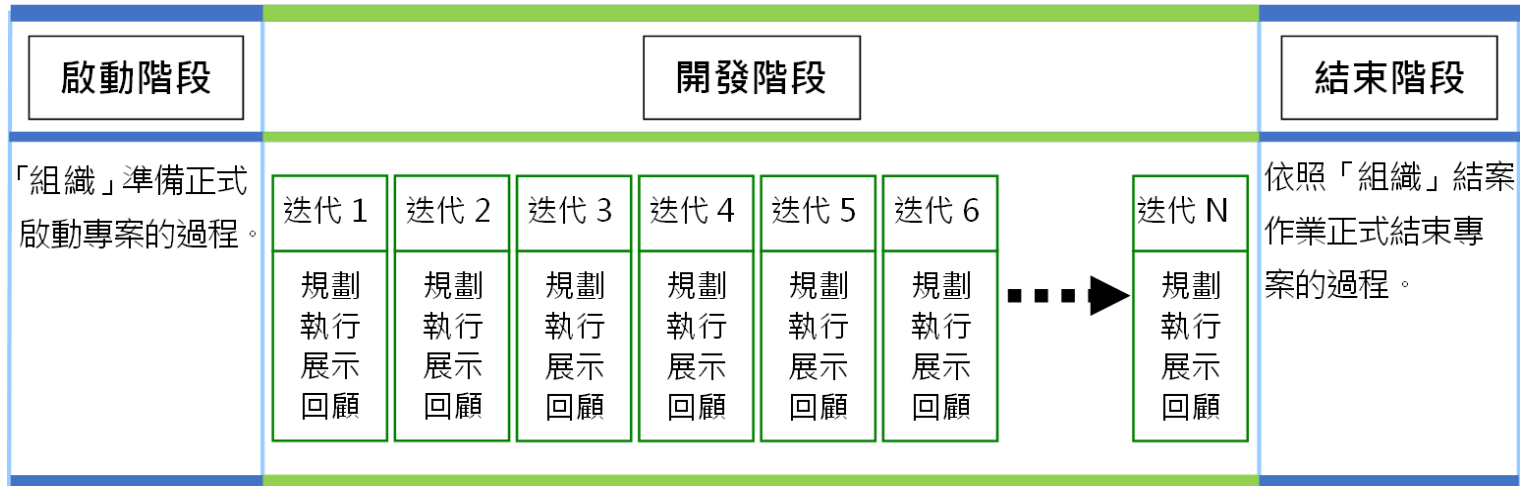 啟動階段
開發階段
結束階段
「組織」準備正式
啟動專案的過程。
迭代 1
規劃
執行
展示
回顧
迭代 2
規劃
執行
展示
回顧
迭代 3
規劃
執行
展示
回顧
迭代 4
規劃
執行
展示
回顧
迭代 5
規劃
執行
展示
回顧
迭代 6
規劃
執行
展示
回顧
迭代 N
規劃
執行
展示
回顧
依照「組織」結案
作業正式結束專
案的過程。